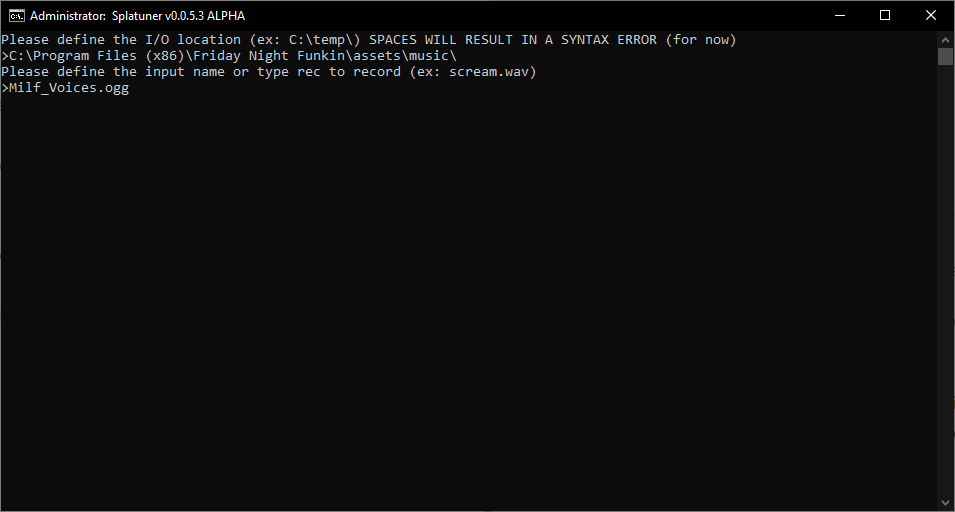 Administrator: Splatuner v0.0.5.3 ALPHA
Please define the I/O location (ex: C:\temp\) SPACES WILL RESULT IN A SYNTAX ERROR (for now)
>C:\Program Files (x86)\Friday Night Funkin\assets\music\
Please define the input name or type rec to record (ex: scream.wav)
>Milf_Voices.ogg